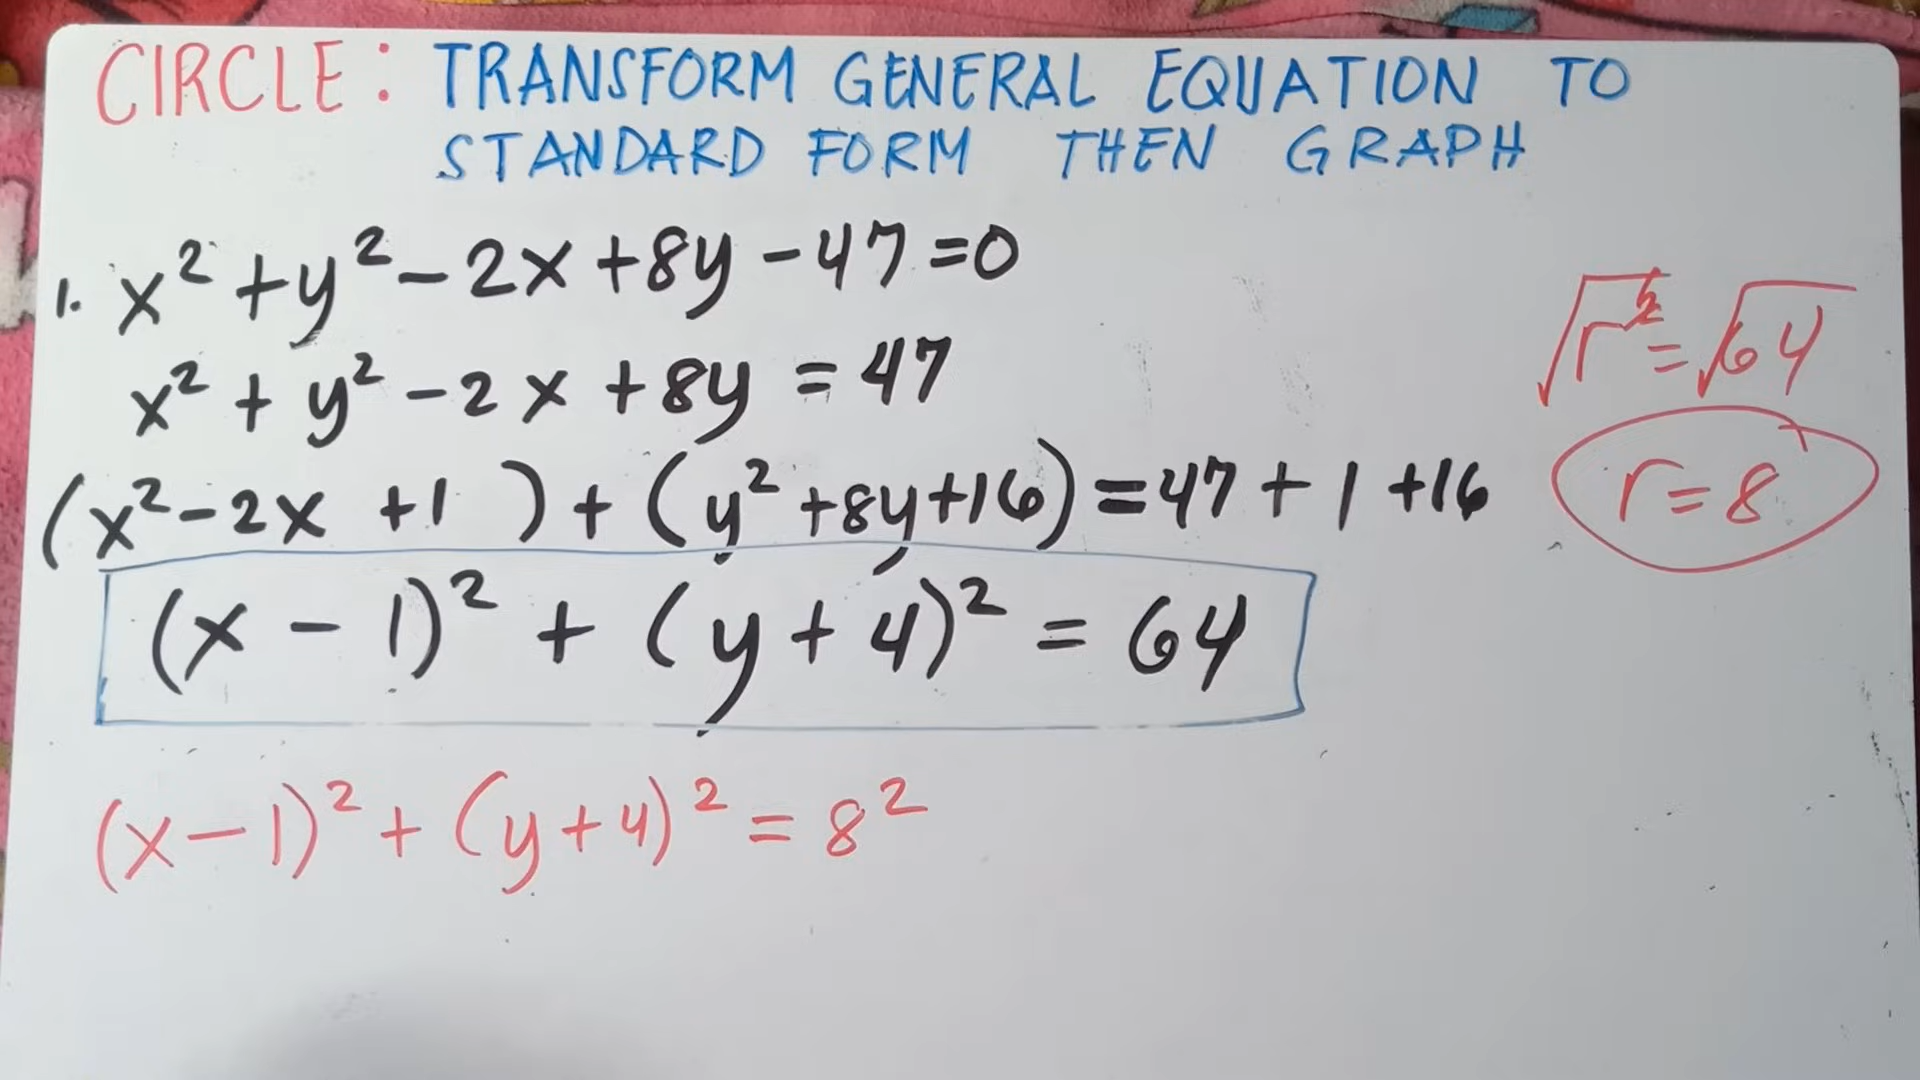 CIRCLE: TRANSFORM GENERAL EQUATION TO
STANDARD FORM THEN GRAPH
1. x² + y² - 2x + 8y - 47 = 0
x² + y² - 2x + 8y = 47
(x² - 2x + 1 ) + (y² + 8y + 16) = 47 + 1 + 16
(x - 1)² + (y + 4)² = 64
(x - 1)² + (y + 4)² = 8²
√r² = √64
r = 8